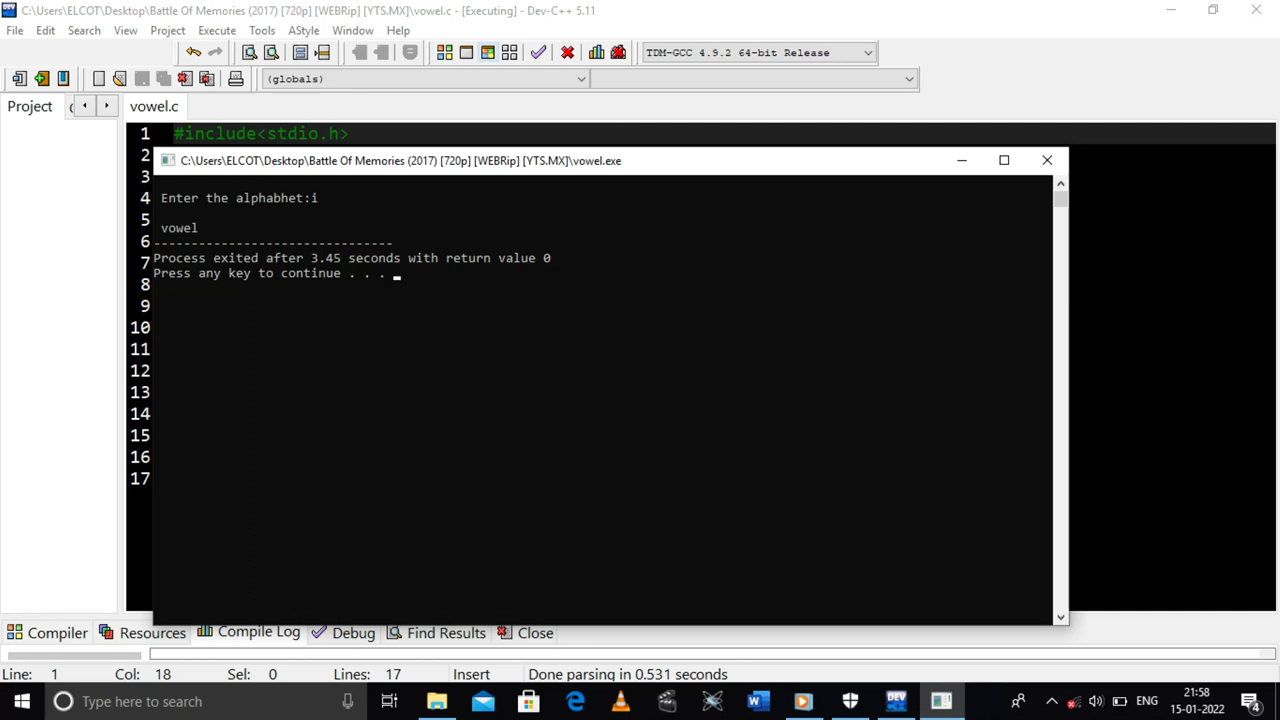 C:\Users\ELCOT\Desktop\Battle Of Memories (2017) [720p] [WEBRip] [YTS.MX]\vowel.c - [Executing] - Dev-C++ 5.11
File Edit Search View Project Execute Tools AStyle Window Help
TDM-GCC 4.9.2 64-bit Release
(globals)
Project vowel.c
1 #include<stdio.h>
2
C:\Users\ELCOT\Desktop\Battle Of Memories (2017) [720p] [WEBRip] [YTS.MX]\vowel.exe
3
4
Enter the alphabhet:i
5
vowel
6
--------------------------------
7
Process exited after 3.45 seconds with return value 0
Press any key to continue . . .
8
9
10
11
12
13
14
15
16
17
Compiler Resources Compile Log Debug Find Results Close
Line: 1 Col: 18 Sel: 0 Lines: 17 Insert Done parsing in 0.531 seconds
Type here to search
ENG
21:58
15-01-2022
4